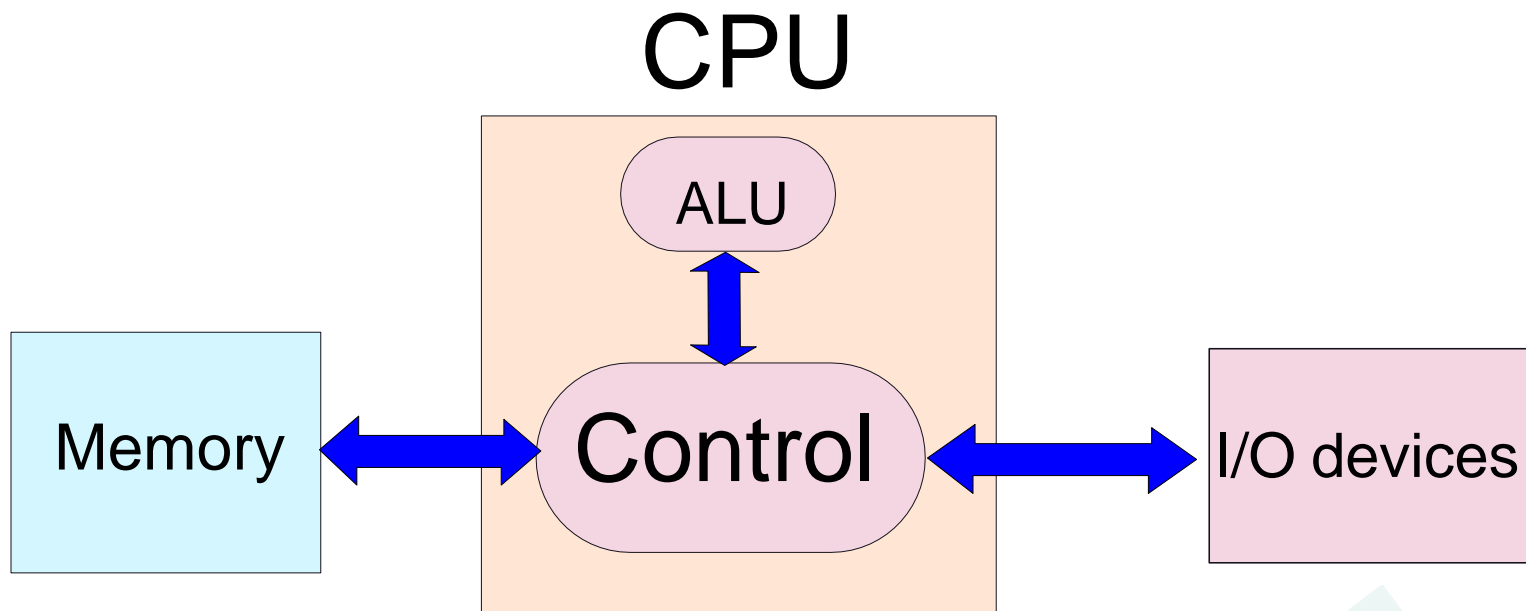 CPU
ALU
Memory
Control
I/O devices